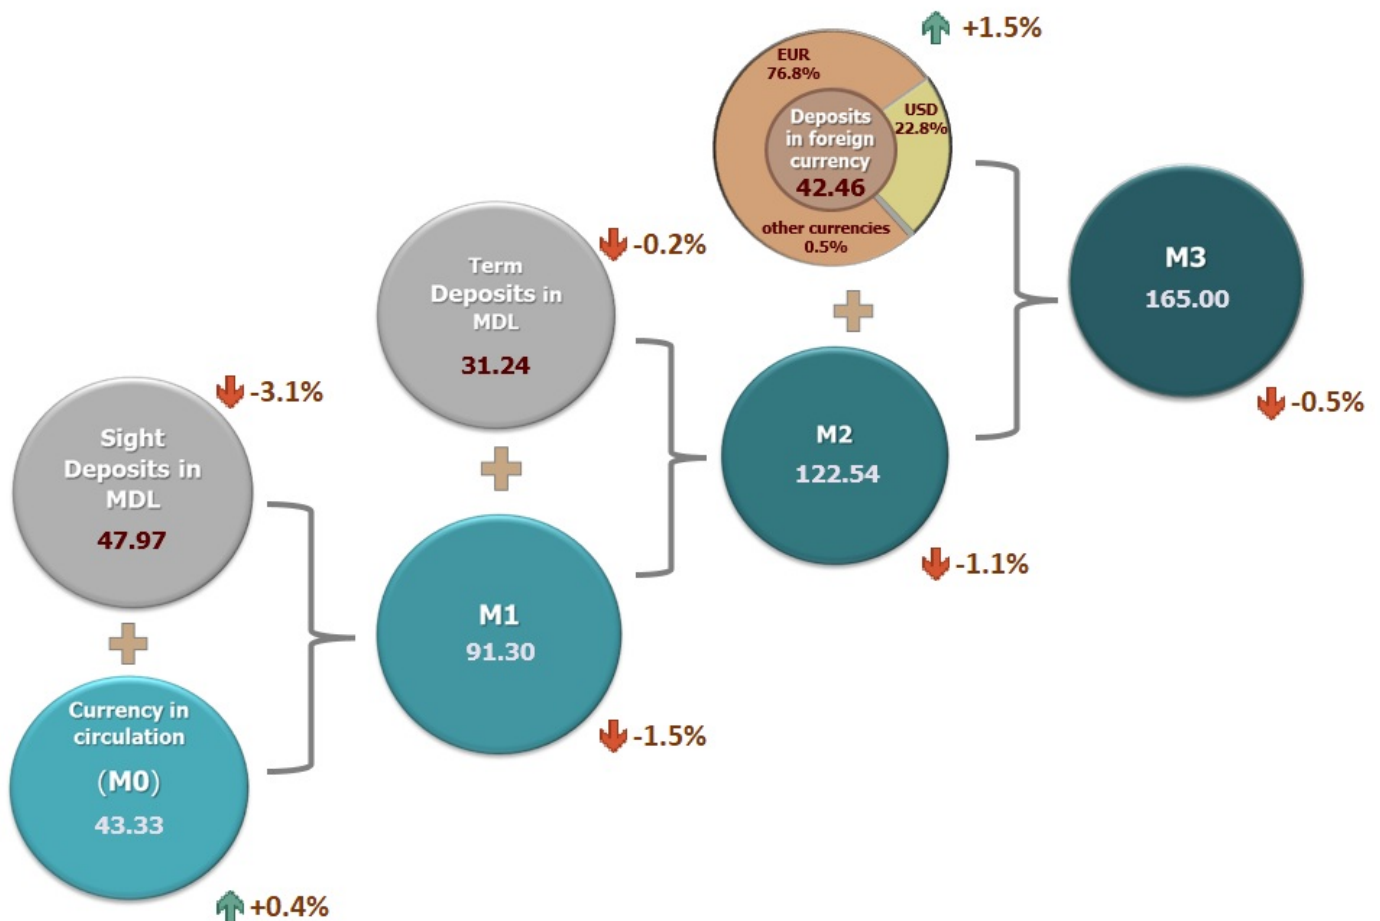 Sight
Deposits in
MDL
47.97
-3.1%
Currency in
circulation
(M0)
43.33
+0.4%
Term
Deposits in
MDL
31.24
-0.2%
M1
91.30
-1.5%
EUR
76.8%
USD
22.8%
Deposits
in foreign
currency
42.46
other currencies
0.5%
+1.5%
M2
122.54
-1.1%
M3
165.00
-0.5%